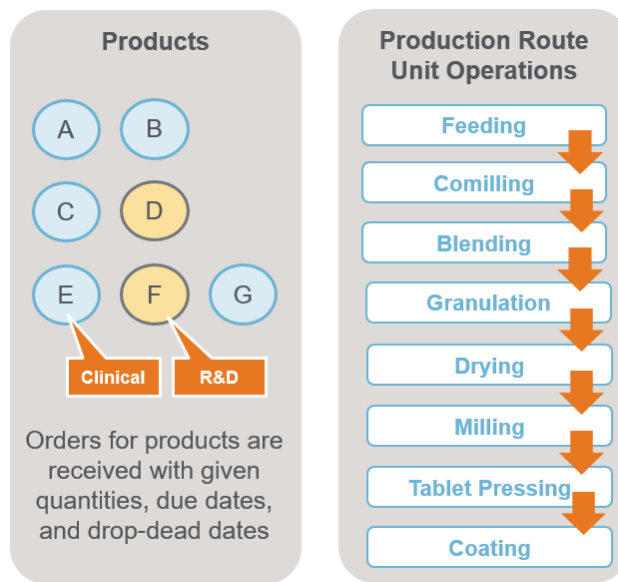 Products
A
B
C
D
E
F
G
Clinical
R&D
Orders for products are
received with given
quantities, due dates,
and drop-dead dates
Production Route
Unit Operations
Feeding
Comilling
Blending
Granulation
Drying
Milling
Tablet Pressing
Coating